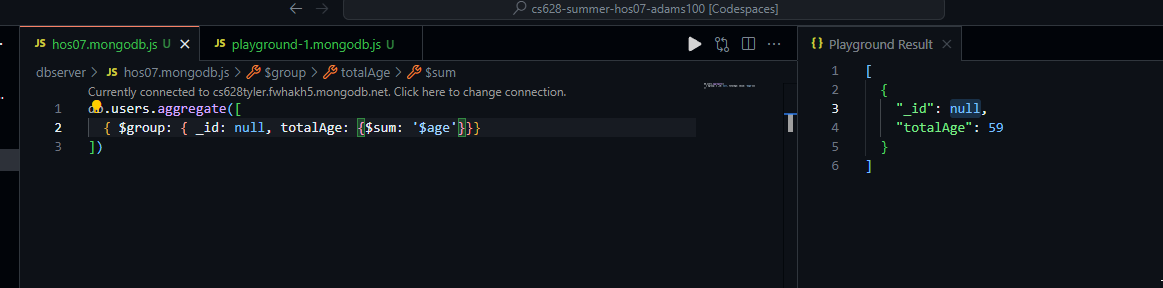 cs628-summer-hos07-adams100 [Codespaces]
JS hos07.mongodb.js U
JS playground-1.mongodb.js U
{} Playground Result
dbserver > JS hos07.mongodb.js > $group > totalAge > $sum
Currently connected to cs628tyler.fwhakh5.mongodb.net. Click here to change connection.
1 db.users.aggregate([
2 { $group: { _id: null, totalAge: {$sum: '$age'}}}
3 ])
1 [
2 {
3 "_id": null,
4 "totalAge": 59
5 }
6 ]